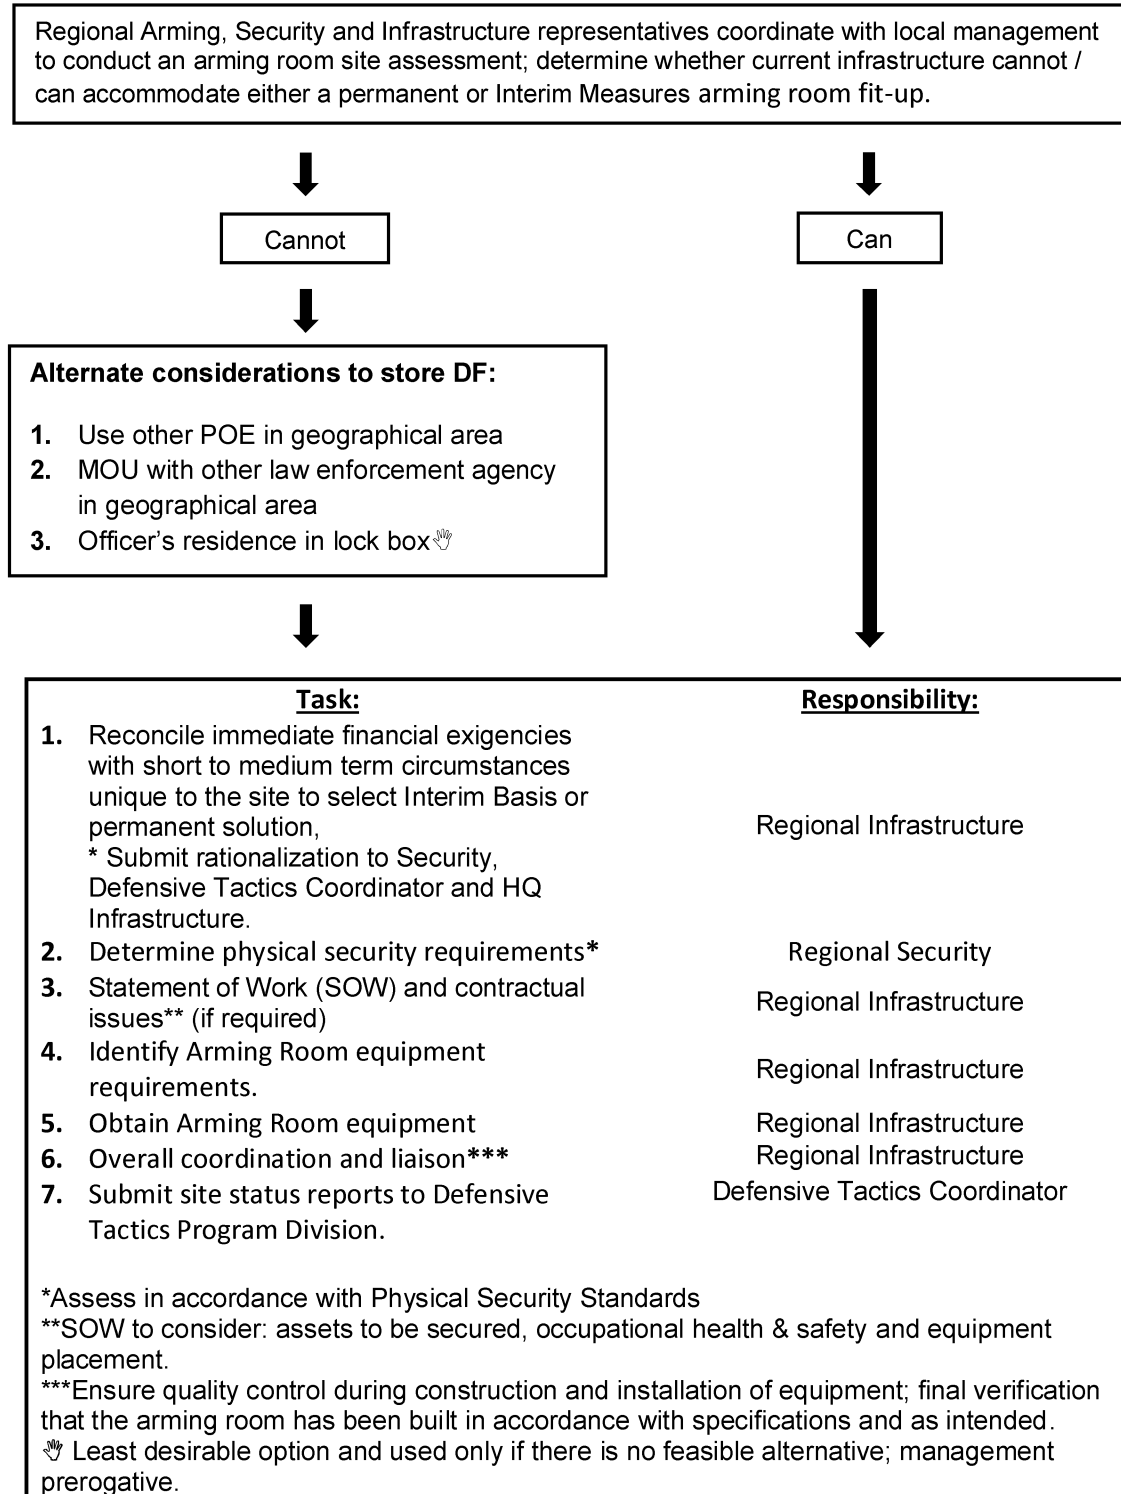 Regional Arming, Security and Infrastructure representatives coordinate with local management
to conduct an arming room site assessment; determine whether current infrastructure cannot /
can accommodate either a permanent or Interim Measures arming room fit-up.
Cannot
Can
Alternate considerations to store DF:
1. Use other POE in geographical area
2. MOU with other law enforcement agency
in geographical area
3. Officer’s residence in lock box🖑
Task:
Responsibility:
1. Reconcile immediate financial exigencies
with short to medium term circumstances
unique to the site to select Interim Basis or
permanent solution,
* Submit rationalization to Security,
Defensive Tactics Coordinator and HQ
Infrastructure.
Regional Infrastructure
2. Determine physical security requirements*
Regional Security
3. Statement of Work (SOW) and contractual
issues** (if required)
Regional Infrastructure
4. Identify Arming Room equipment
requirements.
Regional Infrastructure
5. Obtain Arming Room equipment
Regional Infrastructure
6. Overall coordination and liaison***
Regional Infrastructure
7. Submit site status reports to Defensive
Tactics Program Division.
Defensive Tactics Coordinator
*Assess in accordance with Physical Security Standards
**SOW to consider: assets to be secured, occupational health & safety and equipment
placement.
***Ensure quality control during construction and installation of equipment; final verification
that the arming room has been built in accordance with specifications and as intended.
🖑 Least desirable option and used only if there is no feasible alternative; management
prerogative.